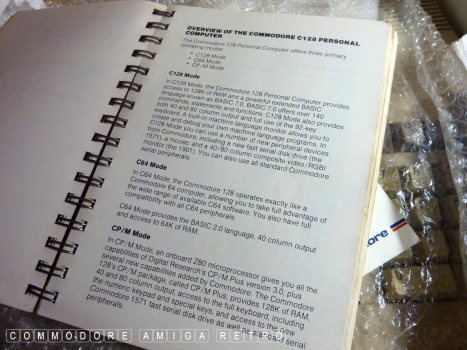 OVERVIEW OF THE COMMODORE C128 PERSONAL
COMPUTER
The Commodore 128 Personal Computer offers three primary
operating modes:
• C128 Mode
• C64 Mode
• CP/M Mode
C128 Mode
In C128 Mode, the Commodore 128 Personal Computer provides
access to 128K of RAM and a powerful extended BASIC
language known as BASIC 7.0. BASIC 7.0 offers over 140
commands, statements and functions. C128 Mode also provides
both 40 and 80 column output and full use of the 92-key
keyboard. A built-in machine language monitor allows you to
create and debug your own machine language programs. In
C128 Mode you can use a number of new peripheral devices
from Commodore, including a new fast serial disk drive (the
1571), a mouse, and a 40/80 column composite video/RGBI
monitor (the 1901). You can also use all standard Commodore
serial peripherals.
C64 Mode
In C64 Mode, the Commodore 128 operates exactly like a
Commodore 64 computer, allowing you to take full advantage of
the wide range of available C64 software. You also have full
compatibility with all C64 peripherals.
C64 Mode provides the BASIC 2.0 language, 40 column output
and access to 64K of RAM.
CP/M Mode
In CP/M Mode, an onboard Z80 microprocessor gives you all the
capabilities of Digital Research's CP/M Plus version 3.0, plus
several new capabilities added by Commodore. The Commodore
128's CP/M package, called CP/M Plus, provides 128K of RAM,
40 and 80 column output, access to the full keyboard, including
the numeric keypad and special keys, and access to the new
Commodore 1571 fast serial disk drive as well as standard serial
peripherals.
ore
COMMODORE AMIGA RETRO